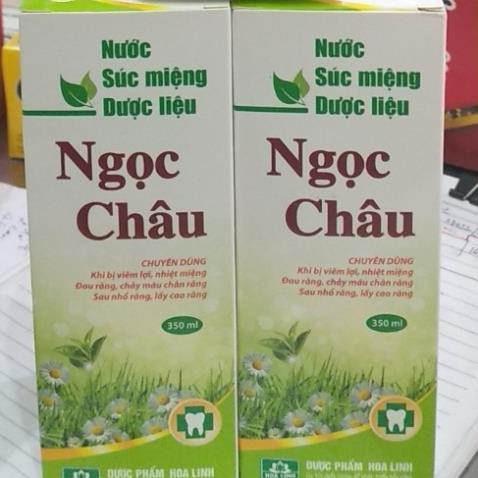 Nước
Súc miệng
Dược liệu
Ngọc
Châu
CHUYÊN DÙNG
Khi bị viêm lợi, nhiệt miệng
Đau răng, chảy máu chân răng
Sau nhổ răng, lấy cao răng
350 ml
DƯỢC PHẨM HOA LINH
Nước
Súc miệng
Dược liệu
Ngọc
Châu
CHUYÊN DÙNG
Khi bị viêm lợi, nhiệt miệng
Đau răng, chảy máu chân răng
Sau nhổ răng, lấy cao răng
350 ml
HOA LINH
DƯỢC PHẨM HOA LINH